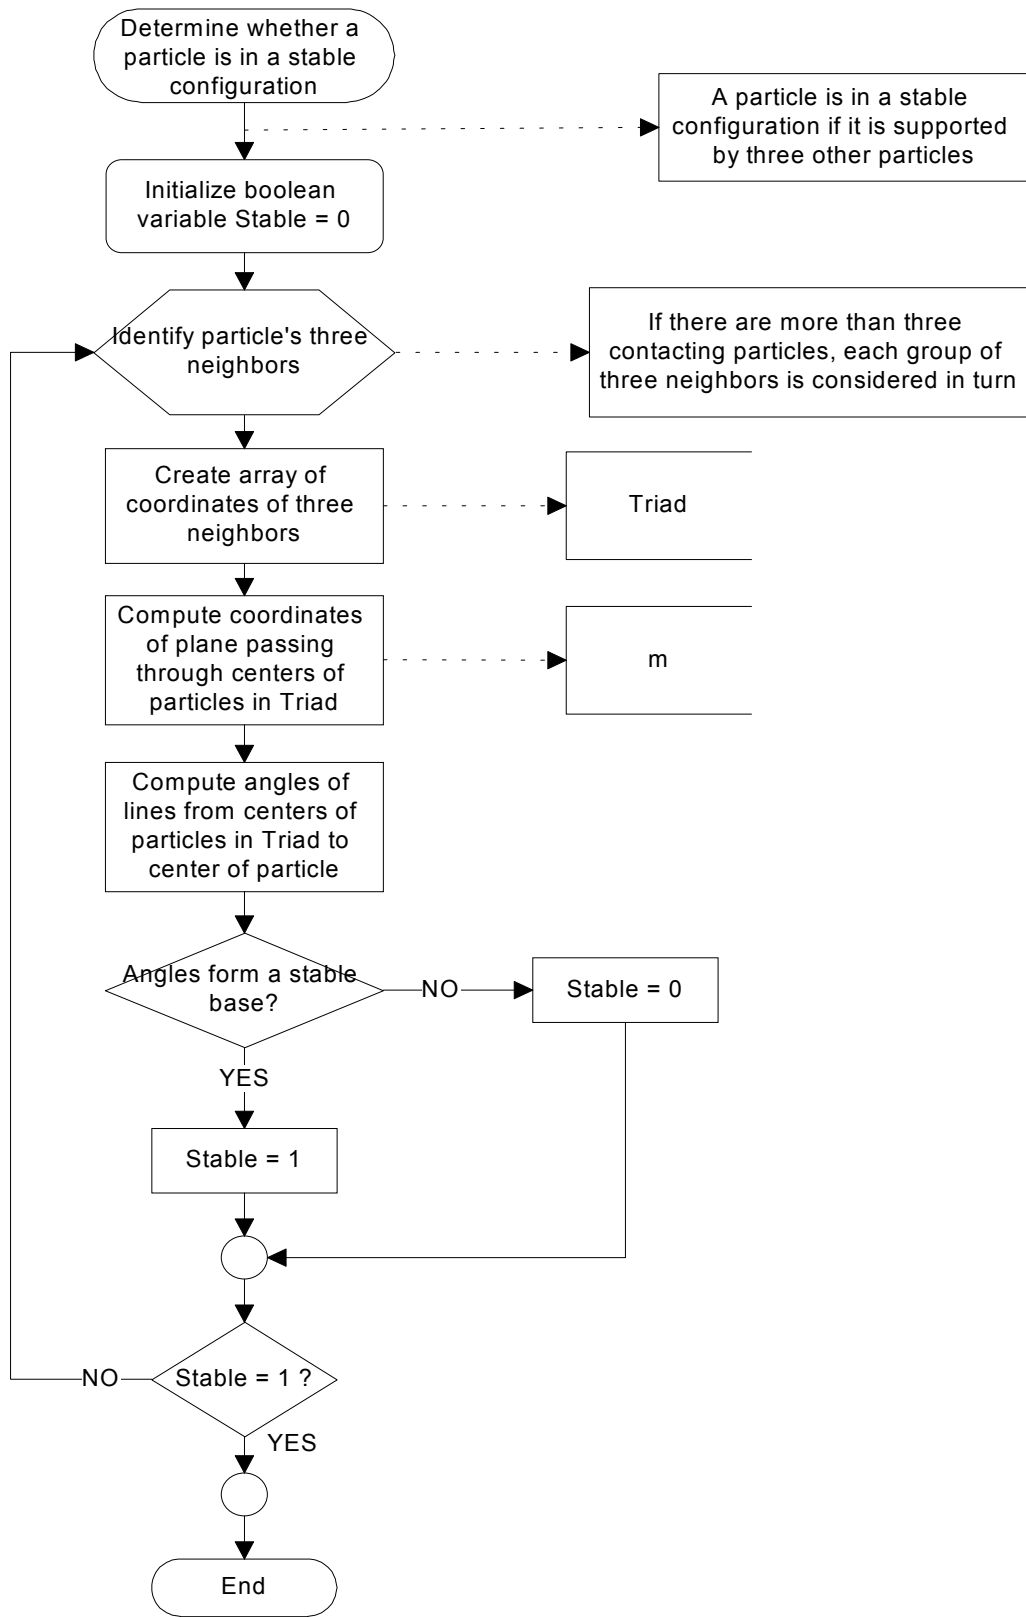 Determine whether a
particle is in a stable
configuration
A particle is in a stable
configuration if it is supported
by three other particles
Initialize boolean
variable Stable = 0
Identify particle's three
neighbors
If there are more than three
contacting particles, each group of
three neighbors is considered in turn
Create array of
coordinates of three
neighbors
Triad
Compute coordinates
of plane passing
through centers of
particles in Triad
m
Compute angles of
lines from centers of
particles in Triad to
center of particle
Angles form a stable
base?
NO
Stable = 0
YES
Stable = 1
Stable = 1 ?
NO
YES
End